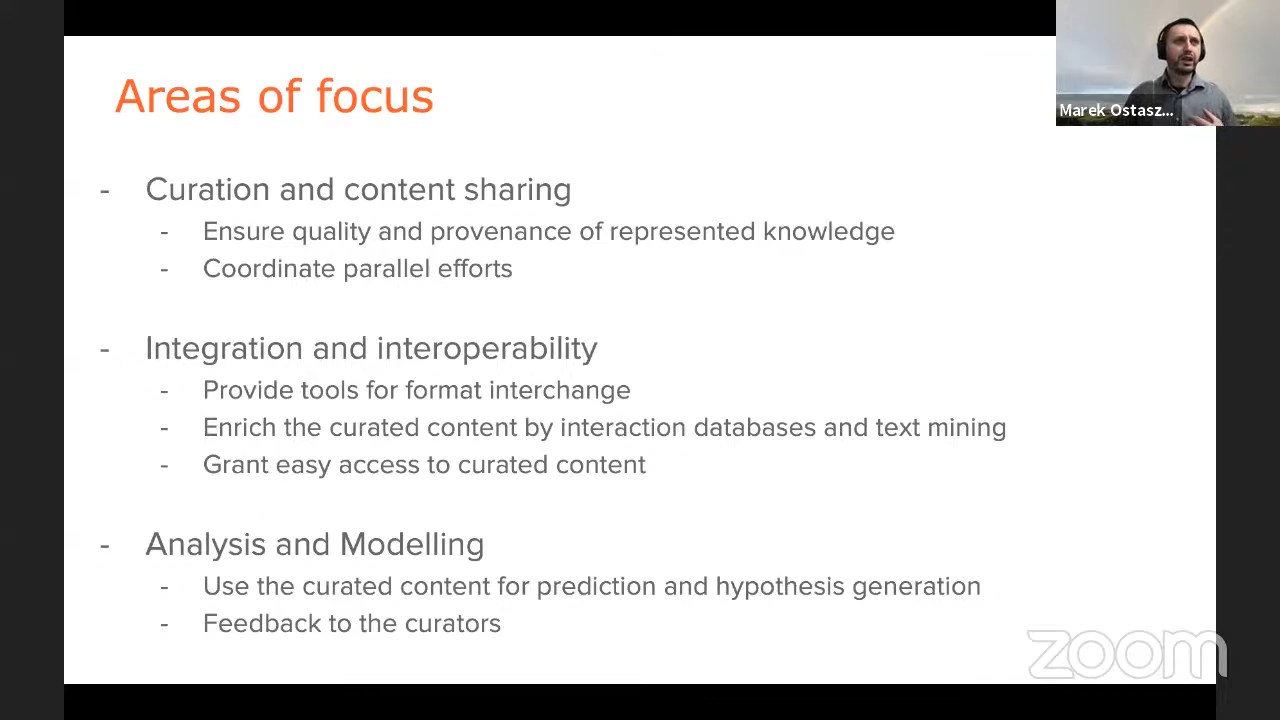 Areas of focus
Marek Ostasz...
- Curation and content sharing
- Ensure quality and provenance of represented knowledge
- Coordinate parallel efforts
- Integration and interoperability
- Provide tools for format interchange
- Enrich the curated content by interaction databases and text mining
- Grant easy access to curated content
- Analysis and Modelling
- Use the curated content for prediction and hypothesis generation
- Feedback to the curators
zoom